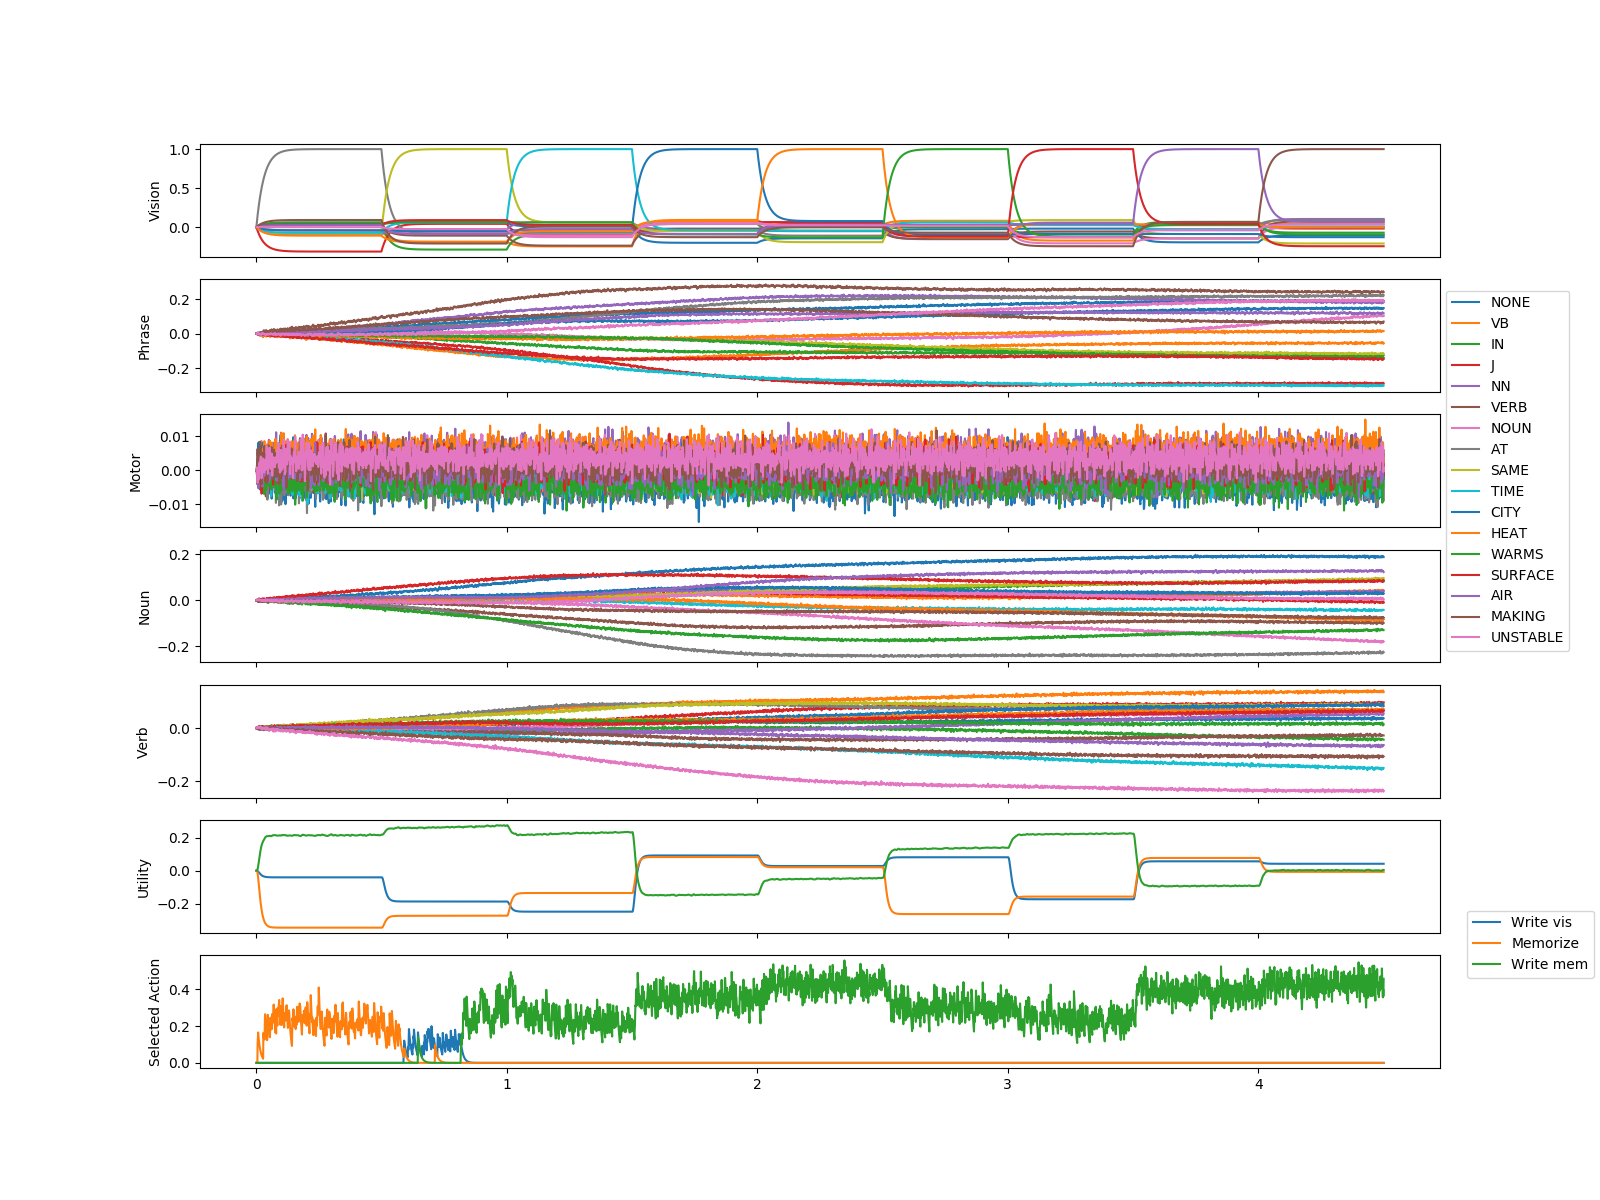 Vision
1.0
0.5
0.0
Phrase
0.2
0.0
−0.2
Motor
0.01
0.00
−0.01
Noun
0.2
0.0
−0.2
Verb
0.0
−0.2
Utility
0.2
0.0
−0.2
Selected Action
0.4
0.2
0.0
0 1 2 3 4
NONE
VB
IN
J
NN
VERB
NOUN
AT
SAME
TIME
CITY
HEAT
WARMS
SURFACE
AIR
MAKING
UNSTABLE
Write vis
Memorize
Write mem